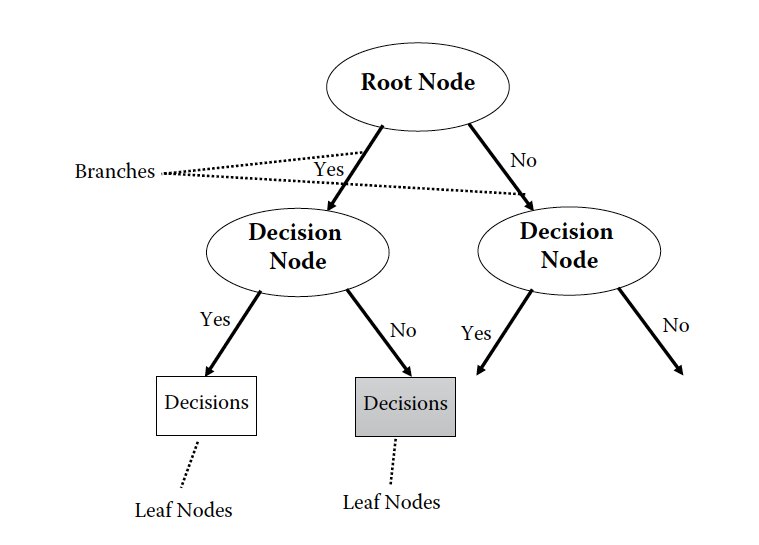 Root Node
Branches
Yes
No
Decision
Node
Decision
Node
Yes
No
Yes
No
Decisions
Decisions
Leaf Nodes
Leaf Nodes